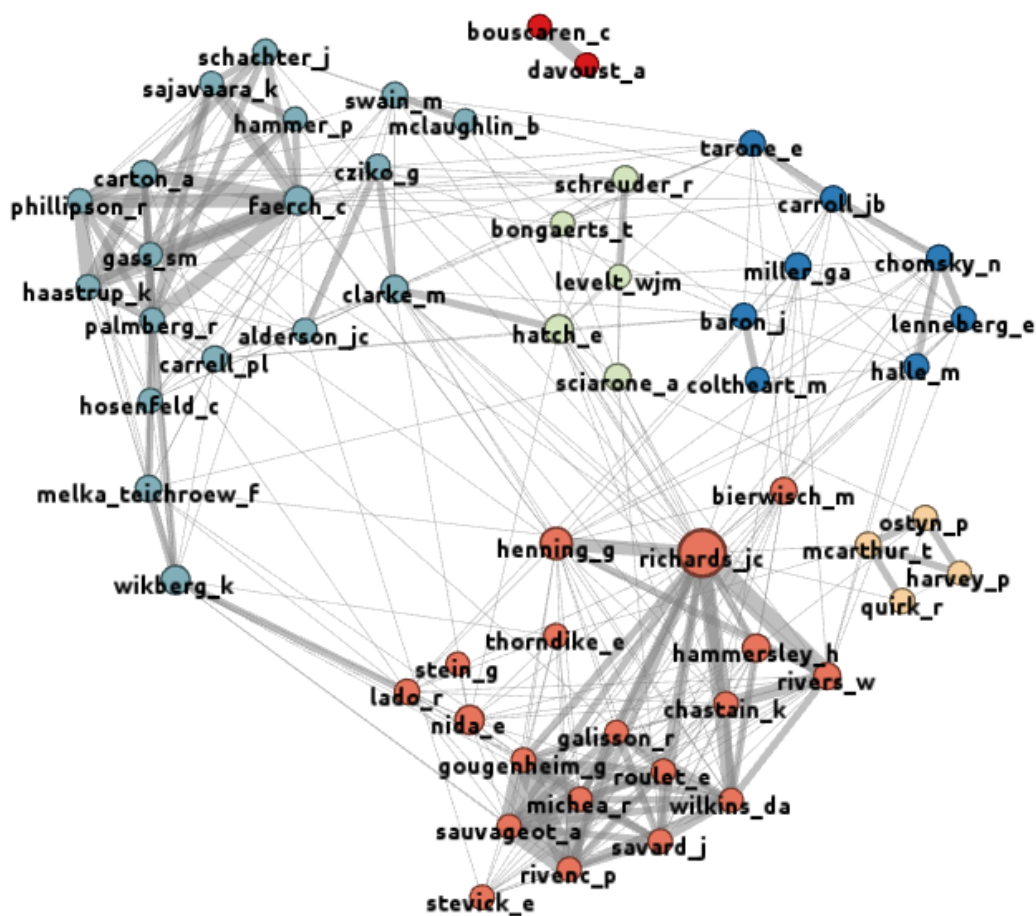 bouscaren_c
schachter_j
davoust_a
sajavaara_k
swain_m
hammer_p
mclaughlin_b
tarone_e
cziko_g
carton_a
schreuder_r
phillipson_r
faerch_c
carroll_jb
bongaerts_t
gass_sm
miller_ga
chomsky_n
levelt_wjm
haastrup_k
clarke_m
palmberg_r
baron_j
lenneberg_e
alderson_jc
hatch_e
carrell_pl
halle_m
sciarone_a
coltheart_m
hosenfeld_c
melka_teichroew_f
bierwisch_m
ostyn_p
henning_g
mcarthur_t
richards_jc
harvey_p
wikberg_k
quirk_r
thorndike_e
hammersley_h
stein_g
rivers_w
lado_r
chastain_k
nida_e
galisson_r
gougenheim_g
roulet_e
michea_r
wilkins_da
sauvageot_a
savard_j
rivenc_p
stevick_e